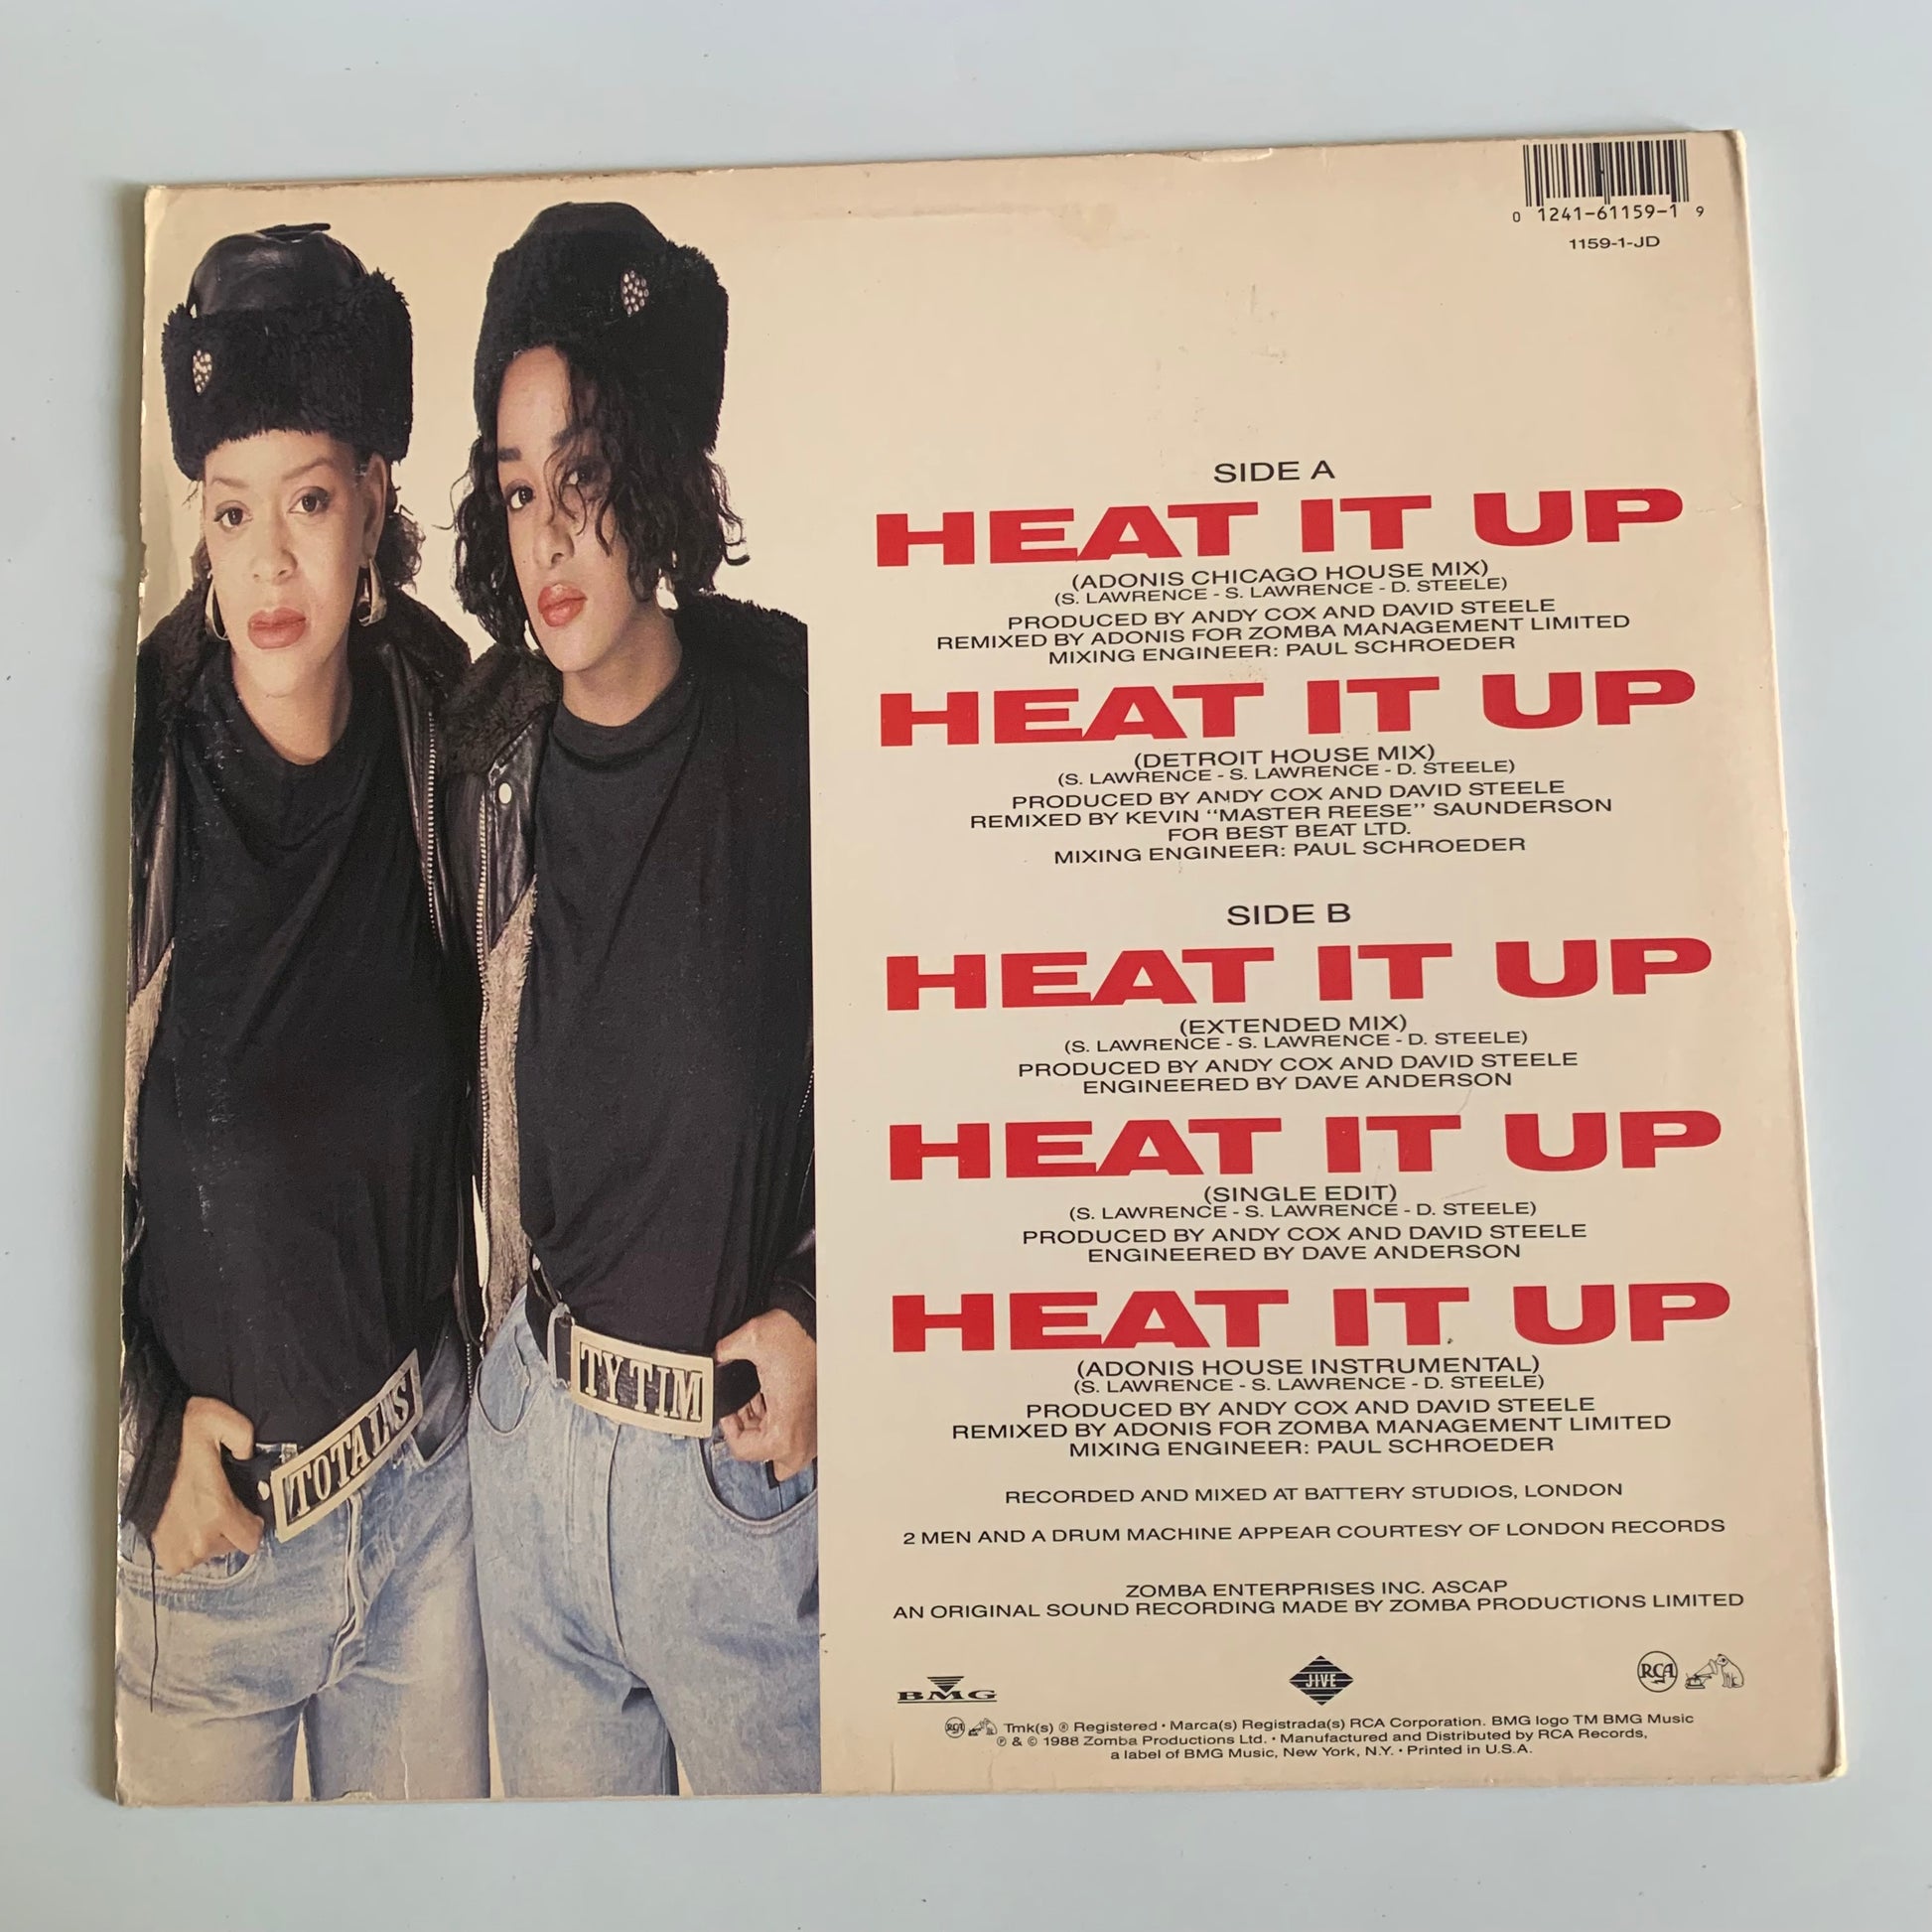 0 1241-61159-1 9
1159-1-JD
SIDE A
HEAT IT UP
(ADONIS CHICAGO HOUSE MIX)
(S. LAWRENCE - S. LAWRENCE - D. STEELE)
PRODUCED BY ANDY COX AND DAVID STEELE
REMIXED BY ADONIS FOR ZOMBA MANAGEMENT LIMITED
MIXING ENGINEER: PAUL SCHROEDER
HEAT IT UP
(DETROIT HOUSE MIX)
(S. LAWRENCE - S. LAWRENCE - D. STEELE)
PRODUCED BY ANDY COX AND DAVID STEELE
REMIXED BY KEVIN "MASTER REESE" SAUNDERSON
FOR BEST BEAT LTD.
MIXING ENGINEER: PAUL SCHROEDER
SIDE B
HEAT IT UP
(EXTENDED MIX)
(S. LAWRENCE - S. LAWRENCE - D. STEELE)
PRODUCED BY ANDY COX AND DAVID STEELE
ENGINEERED BY DAVE ANDERSON
HEAT IT UP
(SINGLE EDIT)
(S. LAWRENCE - S. LAWRENCE - D. STEELE)
PRODUCED BY ANDY COX AND DAVID STEELE
ENGINEERED BY DAVE ANDERSON
HEAT IT UP
(ADONIS HOUSE INSTRUMENTAL)
(S. LAWRENCE - S. LAWRENCE - D. STEELE)
PRODUCED BY ANDY COX AND DAVID STEELE
REMIXED BY ADONIS FOR ZOMBA MANAGEMENT LIMITED
MIXING ENGINEER: PAUL SCHROEDER
RECORDED AND MIXED AT BATTERY STUDIOS, LONDON
2 MEN AND A DRUM MACHINE APPEAR COURTESY OF LONDON RECORDS
ZOMBA ENTERPRISES INC. ASCAP
AN ORIGINAL SOUND RECORDING MADE BY ZOMBA PRODUCTIONS LIMITED
BMG
JIVE
RCA
RCA Tmk(s) ® Registered • Marca(s) Registrada(s) RCA Corporation. BMG logo TM BMG Music
℗ & © 1988 Zomba Productions Ltd. • Manufactured and Distributed by RCA Records,
a label of BMG Music, New York, N.Y. • Printed in U.S.A.
TY TIM
TOTALIS